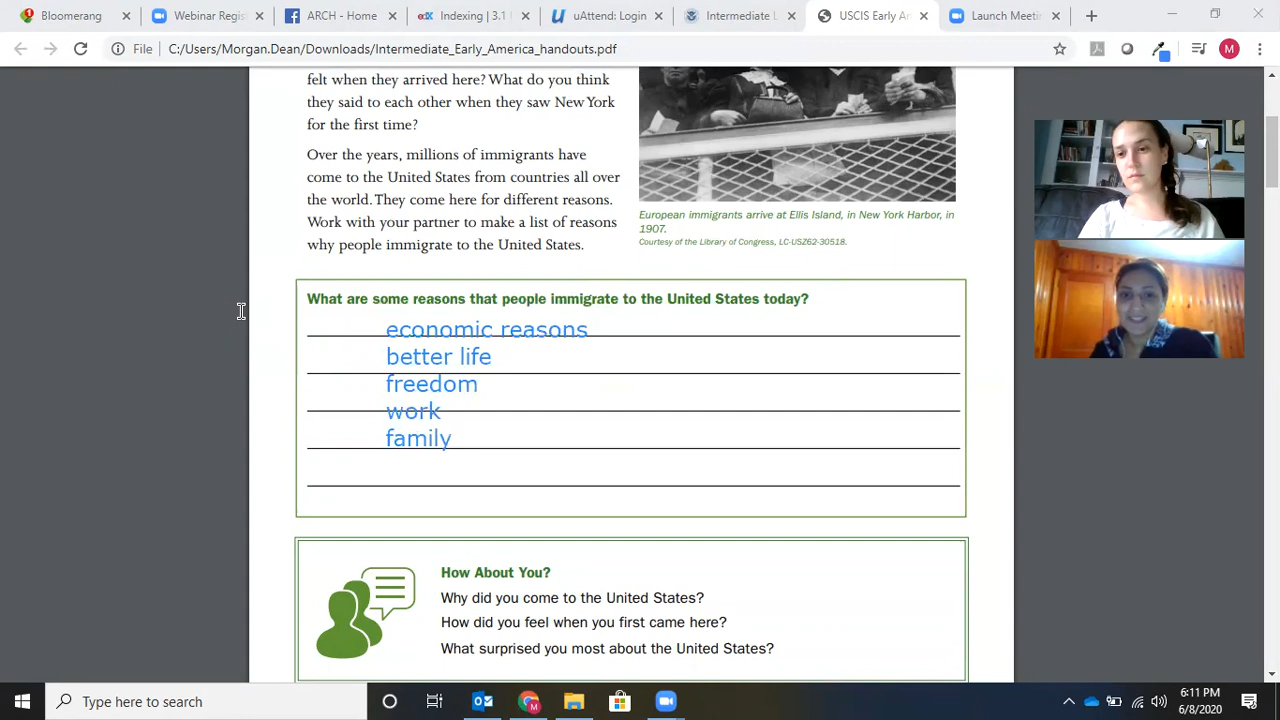 Bloomerang
Webinar Regis
ARCH - Home
Indexing | 3.1
uAttend: Login
Intermediate L
USCIS Early Am
Launch Meetin
File
C:/Users/Morgan.Dean/Downloads/Intermediate_Early_America_handouts.pdf
M
felt when they arrived here? What do you think
they said to each other when they saw New York
for the first time?
Over the years, millions of immigrants have
come to the United States from countries all over
the world. They come here for different reasons.
Work with your partner to make a list of reasons
why people immigrate to the United States.
European immigrants arrive at Ellis Island, in New York Harbor, in
1907.
Courtesy of the Library of Congress, LC-USZ62-30518.
What are some reasons that people immigrate to the United States today?
economic reasons
better life
freedom
work
family
How About You?
Why did you come to the United States?
How did you feel when you first came here?
What surprised you most about the United States?
Type here to search
6:11 PM
6/8/2020